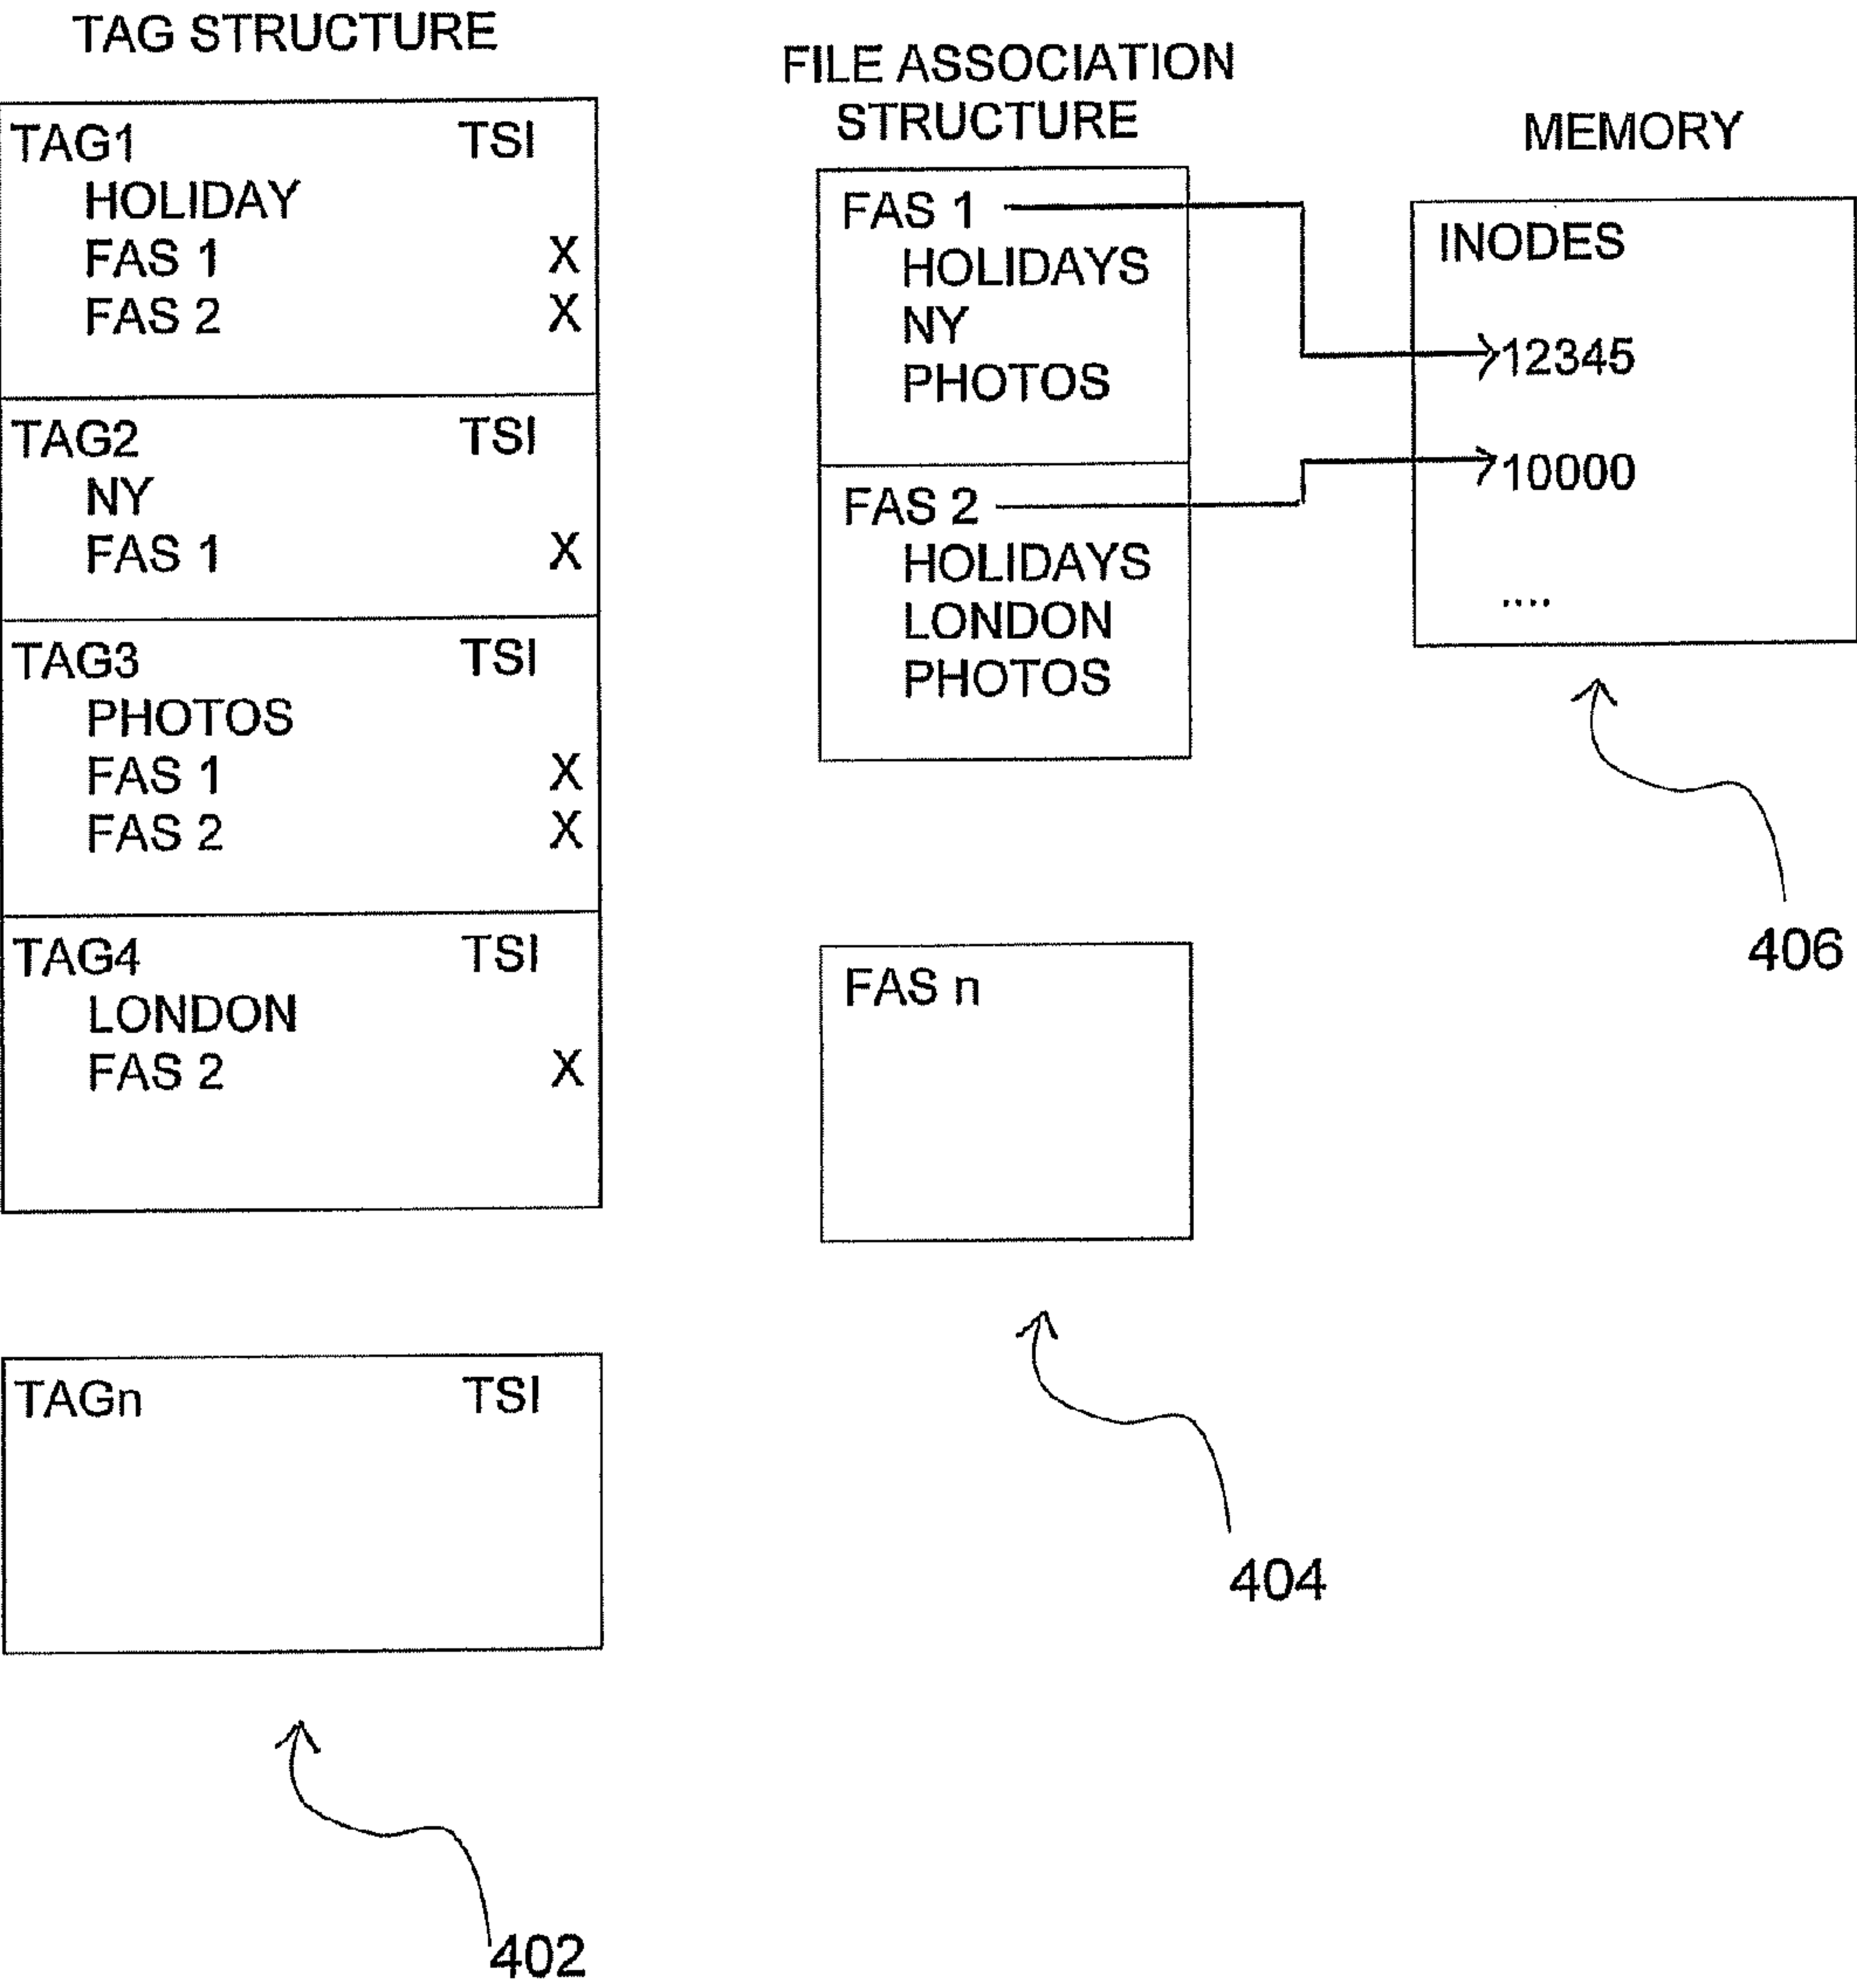 TAG STRUCTURE
TAG1 TSI
HOLIDAY
FAS 1 X
FAS 2 X
TAG2 TSI
NY
FAS 1 X
TAG3 TSI
PHOTOS
FAS 1 X
FAS 2 X
TAG4 TSI
LONDON
FAS 2 X
TAGn TSI
402
FILE ASSOCIATION
STRUCTURE
FAS 1
HOLIDAYS
NY
PHOTOS
FAS 2
HOLIDAYS
LONDON
PHOTOS
FAS n
404
MEMORY
INODES
12345
10000
....
406